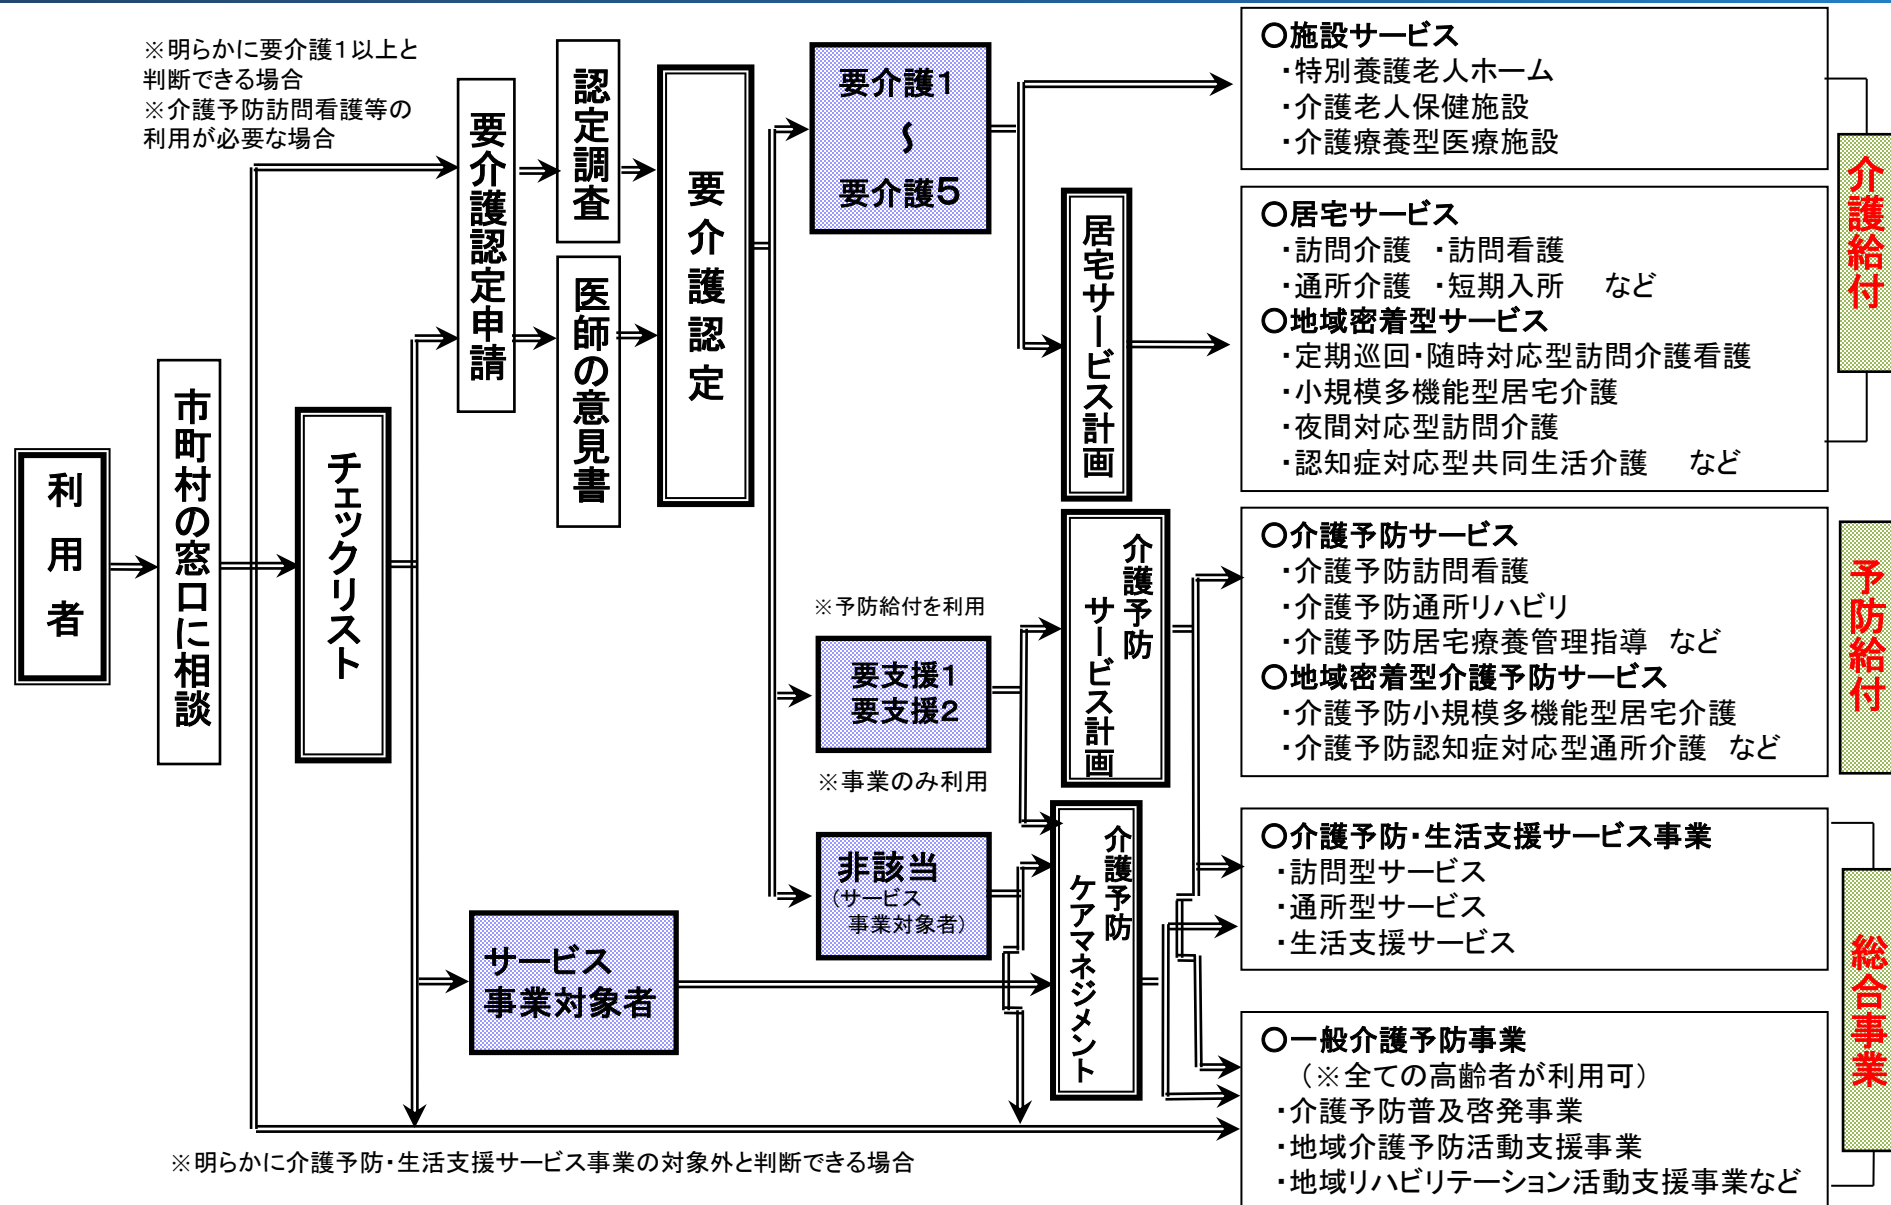 ※明らかに要介護1以上と
判断できる場合
※介護予防訪問看護等の
利用が必要な場合
利用者
市町村の窓口に相談
チェックリスト
要介護認定申請
認定調査
医師の意見書
要介護認定
要介護1
〜
要介護5
※予防給付を利用
要支援1
要支援2
※事業のみ利用
非該当
(サービス
事業対象者)
サービス
事業対象者
居宅サービス計画
介護予防
サービス計画
介護予防
ケアマネジメント
○施設サービス
・特別養護老人ホーム
・介護老人保健施設
・介護療養型医療施設
○居宅サービス
・訪問介護 ・訪問看護
・通所介護 ・短期入所 など
○地域密着型サービス
・定期巡回・随時対応型訪問介護看護
・小規模多機能型居宅介護
・夜間対応型訪問介護
・認知症対応型共同生活介護 など
介護給付
○介護予防サービス
・介護予防訪問看護
・介護予防通所リハビリ
・介護予防居宅療養管理指導 など
○地域密着型介護予防サービス
・介護予防小規模多機能型居宅介護
・介護予防認知症対応型通所介護 など
予防給付
○介護予防・生活支援サービス事業
・訪問型サービス
・通所型サービス
・生活支援サービス
○一般介護予防事業
(※全ての高齢者が利用可)
・介護予防普及啓発事業
・地域介護予防活動支援事業
・地域リハビリテーション活動支援事業など
総合事業
※明らかに介護予防・生活支援サービス事業の対象外と判断できる場合